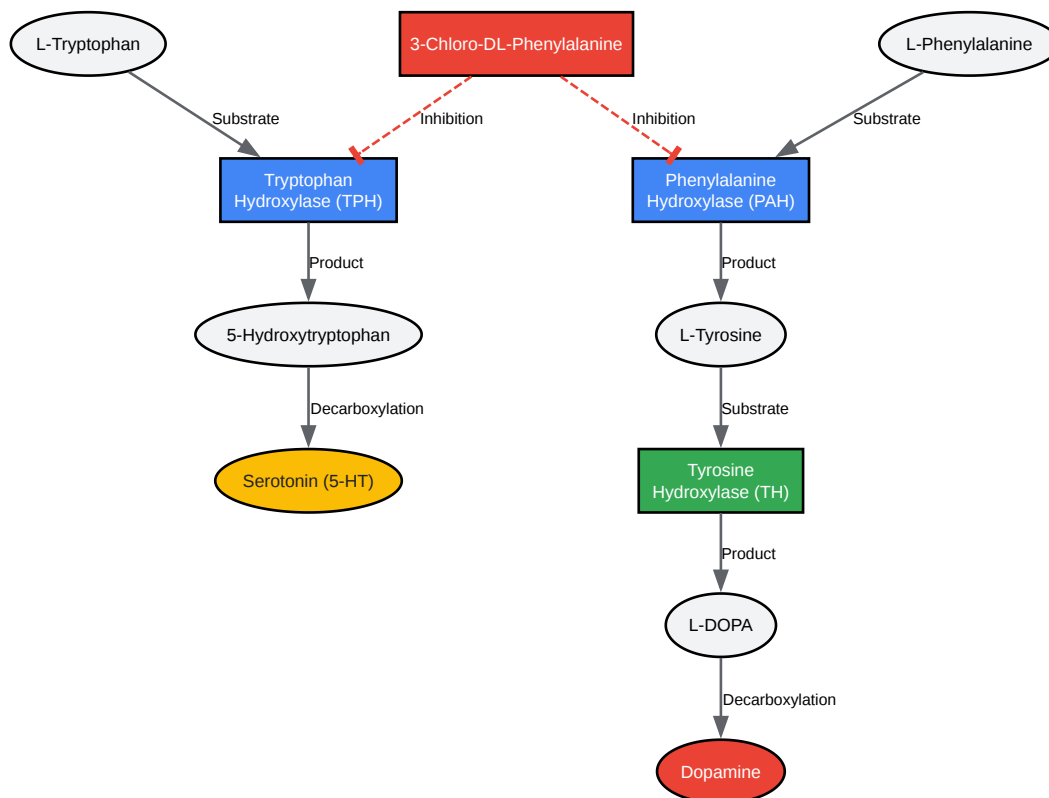 L-Tryptophan
3-Chloro-DL-Phenylalanine
L-Phenylalanine
Substrate
Inhibition
Inhibition
Substrate
Tryptophan
Hydroxylase (TPH)
Phenylalanine
Hydroxylase (PAH)
Product
Product
5-Hydroxytryptophan
L-Tyrosine
Decarboxylation
Substrate
Serotonin (5-HT)
Tyrosine
Hydroxylase (TH)
Product
L-DOPA
Decarboxylation
Dopamine